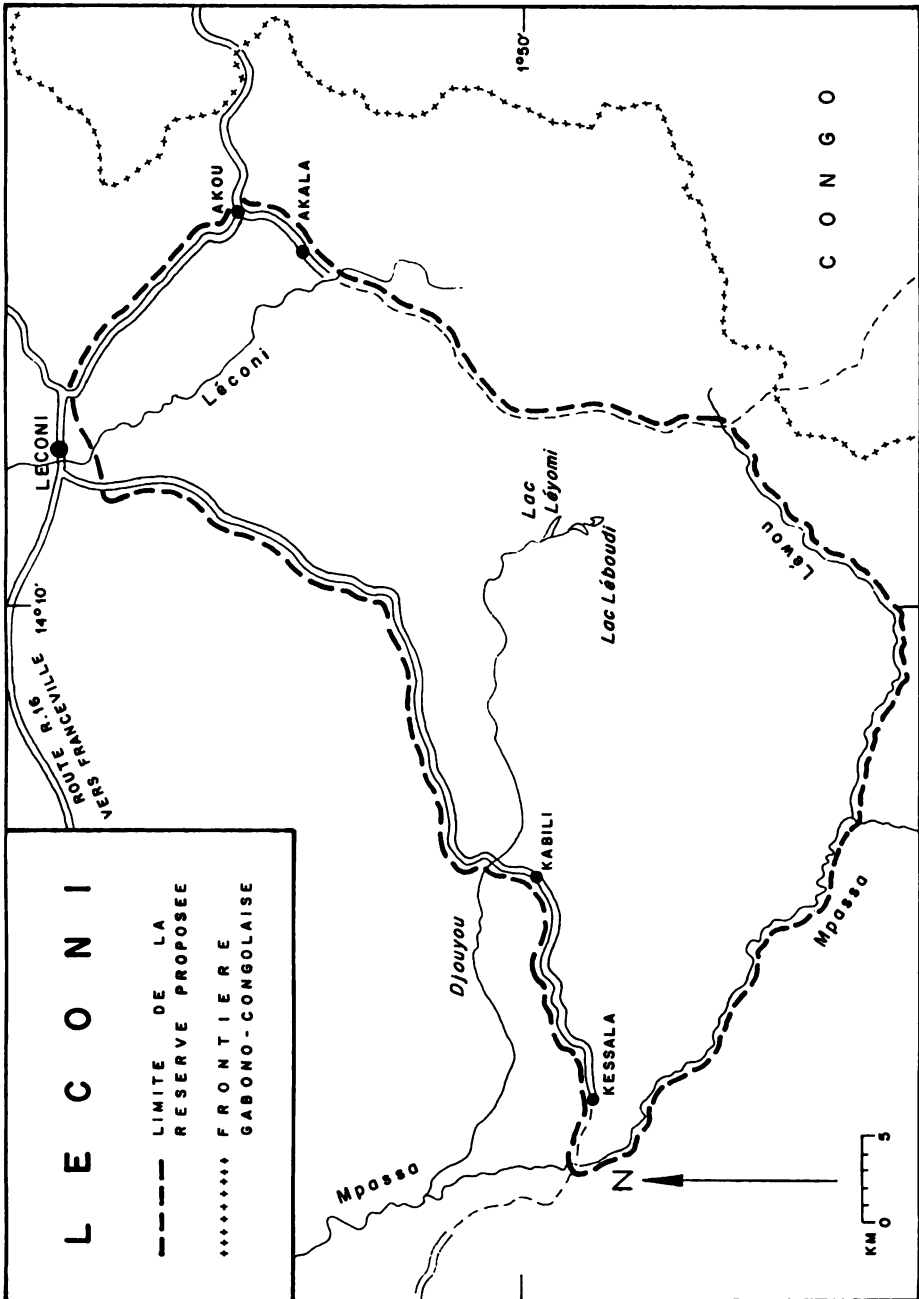 LECONI
LIMITE DE LA
RESERVE PROPOSEE
FRONTIERE
GABONO-CONGOLAISE
ROUTE R.16
VERS FRANCEVILLE
14°10'
LECONI
AKOU
AKALA
Léconi
1°50'
Lac
Léyomi
Lac Léboudi
Djouyou
KABILI
KESSALA
Mpassa
Mpassa
Léwou
CONGO
N
KM
0
5